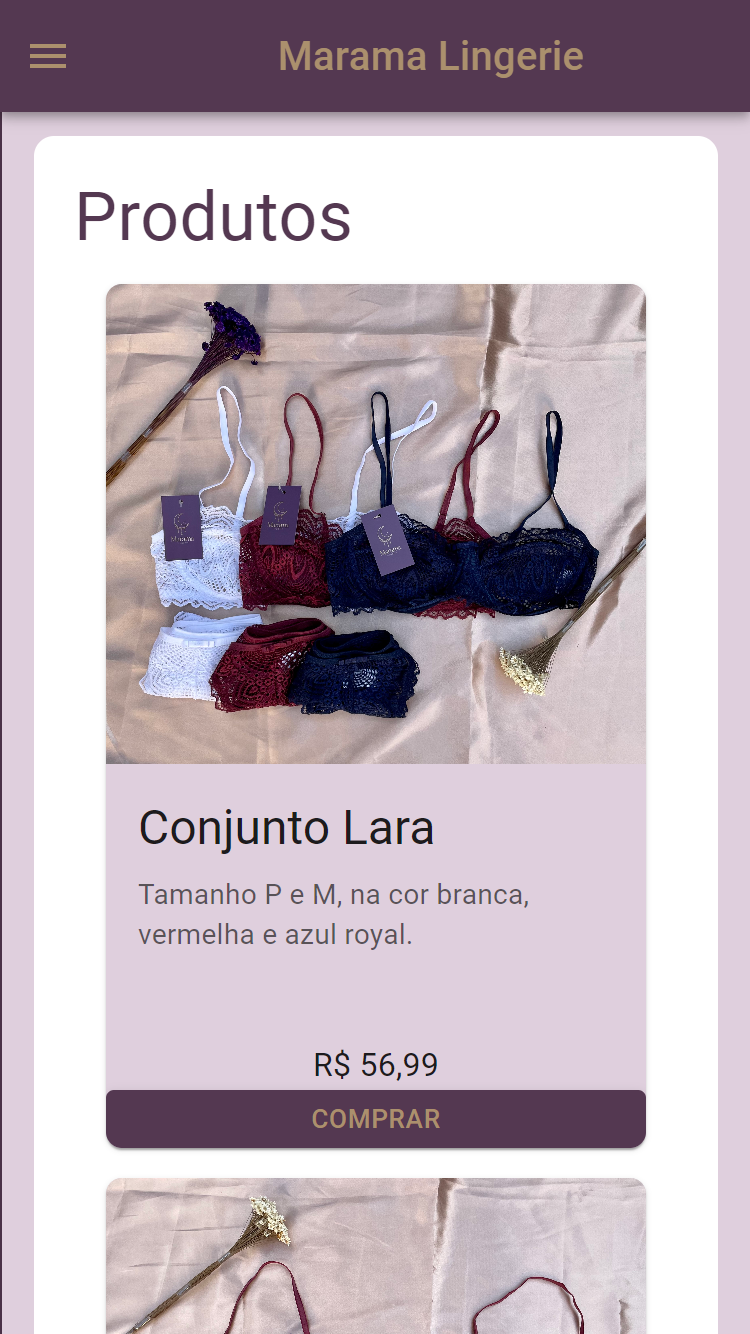 Marama Lingerie
Produtos
Conjunto Lara
Tamanho P e M, na cor branca,
vermelha e azul royal.
R$ 56,99
COMPRAR